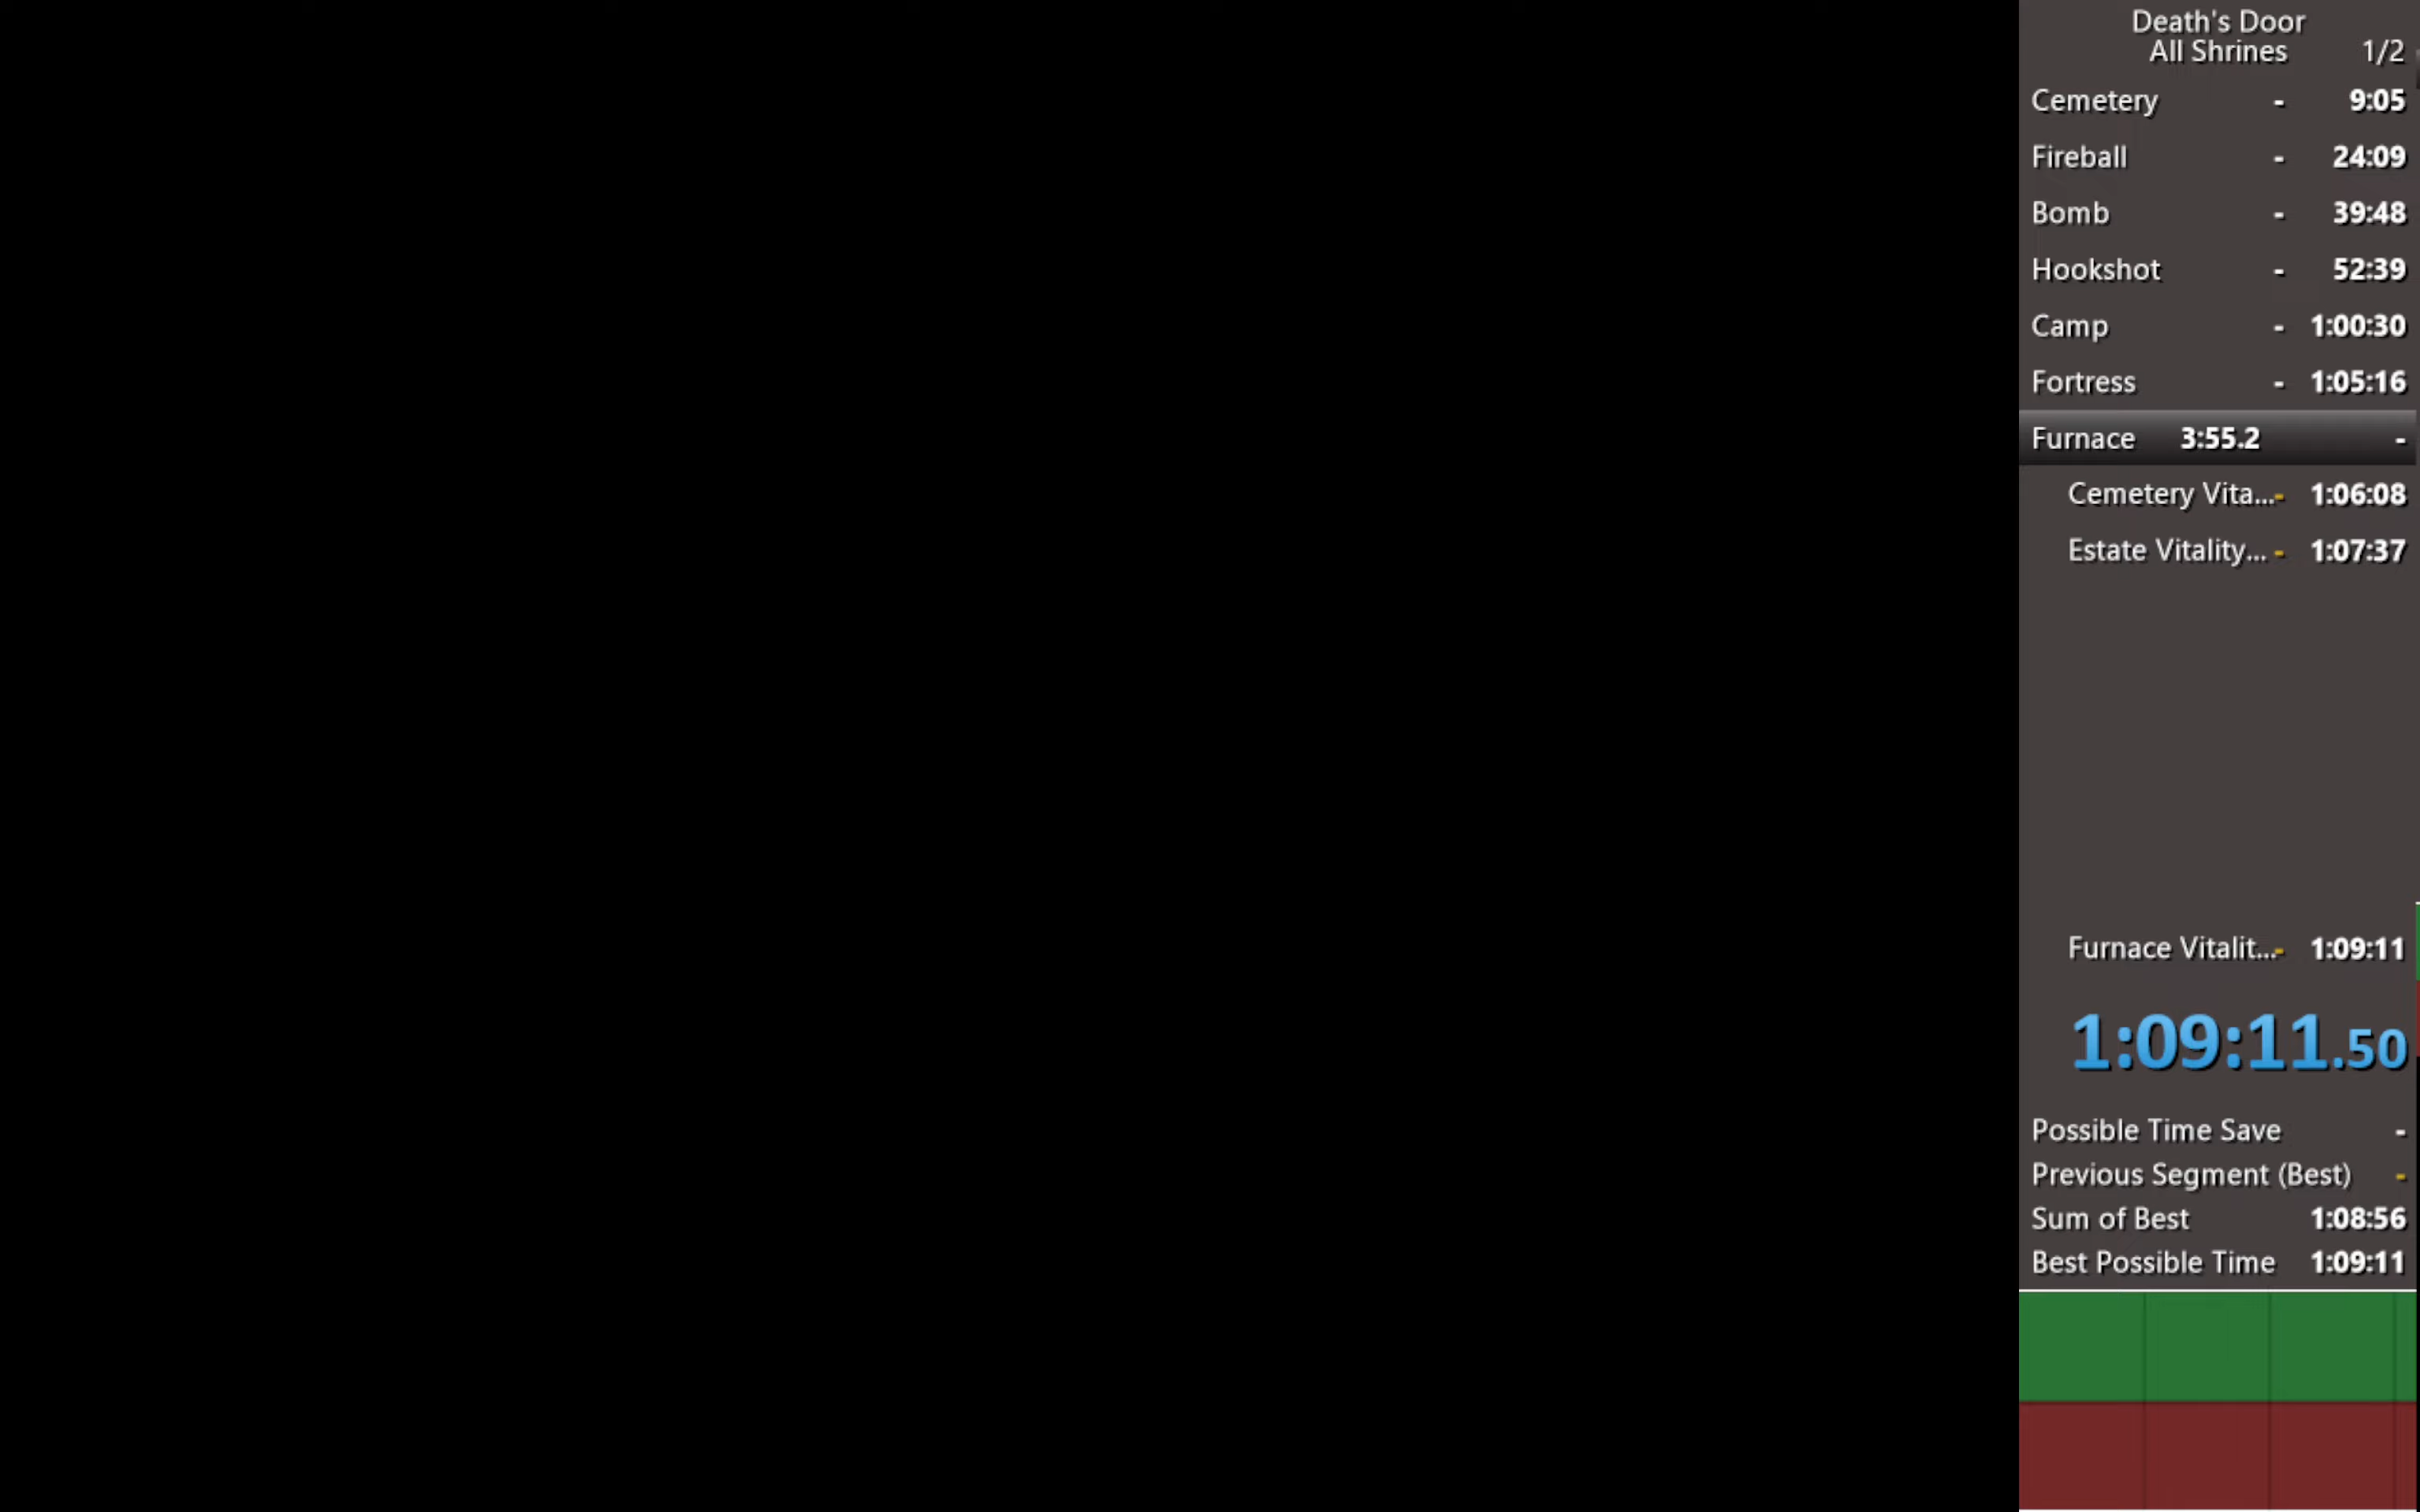 Death's Door
All Shrines 1/2
Cemetery - 9:05
Fireball - 24:09
Bomb - 39:48
Hookshot - 52:39
Camp - 1:00:30
Fortress - 1:05:16
Furnace 3:55.2 -
Cemetery Vita...- 1:06:08
Estate Vitality... - 1:07:37
Furnace Vitalit...- 1:09:11
1:09:11.50
Possible Time Save -
Previous Segment (Best) -
Sum of Best 1:08:56
Best Possible Time 1:09:11